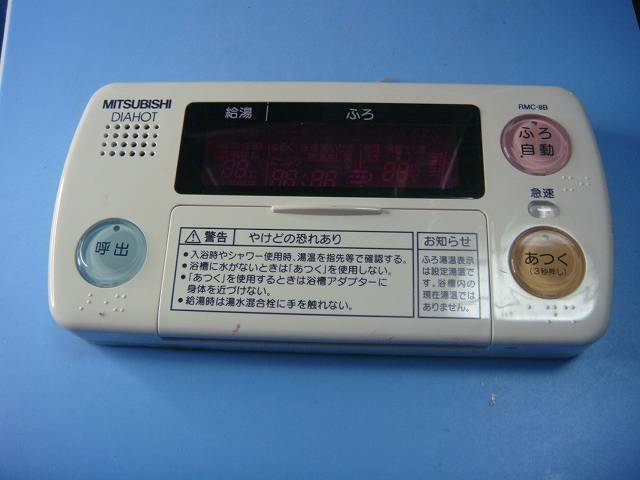 MITSUBISHI
DIAHOT
給湯 ふろ
RMC-8B
ふろ
自動
急速
呼出
あつく
(3秒押し)
警告 やけどの恐れあり
●入浴時やシャワー使用時、湯温を指先等で確認する。
●浴槽に水がないときは「あつく」を使用しない。
●「あつく」を使用するときは浴槽アダプターに
身体を近づけない。
●給湯時は湯水混合栓に手を触れない。
お知らせ
ふろ湯温表示
は設定湯温で
す。浴槽内の
現在湯温では
ありません。